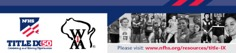 NFHS
TITLE IX 50
Please visit: www.nfhs.org/resources/title-ix